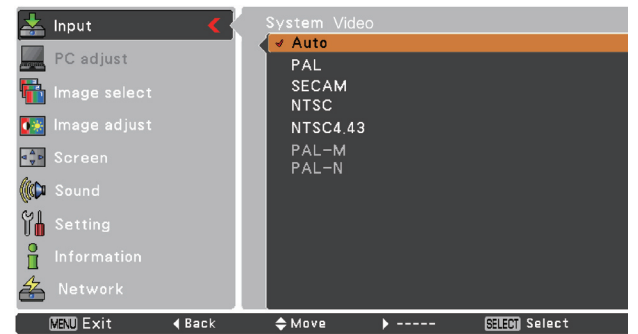 Input
PC adjust
Image select
Image adjust
Screen
Sound
Setting
Information
Network
System Video
Auto
PAL
SECAM
NTSC
NTSC4.43
PAL-M
PAL-N
MENU Exit Back Move ----- SELECT Select